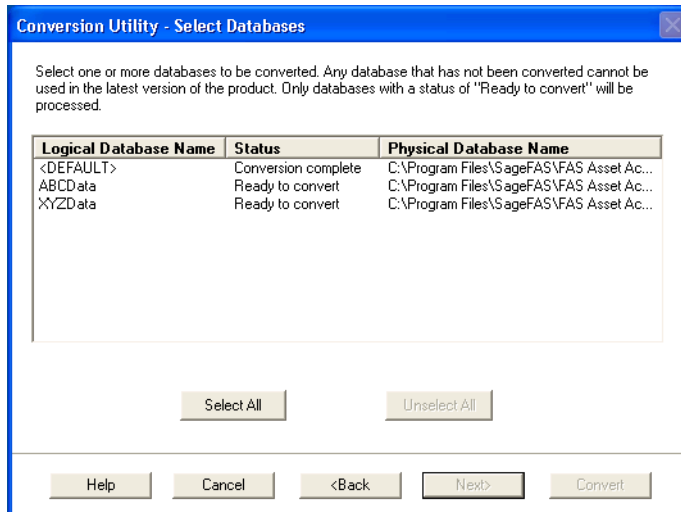 Conversion Utility - Select Databases
Select one or more databases to be converted. Any database that has not been converted cannot be
used in the latest version of the product. Only databases with a status of "Ready to convert" will be
processed.
Logical Database Name Status Physical Database Name
<DEFAULT> Conversion complete C:\Program Files\SageFAS\FAS Asset Ac...
ABCData Ready to convert C:\Program Files\SageFAS\FAS Asset Ac...
XYZData Ready to convert C:\Program Files\SageFAS\FAS Asset Ac...
Select All Unselect All
Help Cancel <Back Next> Convert